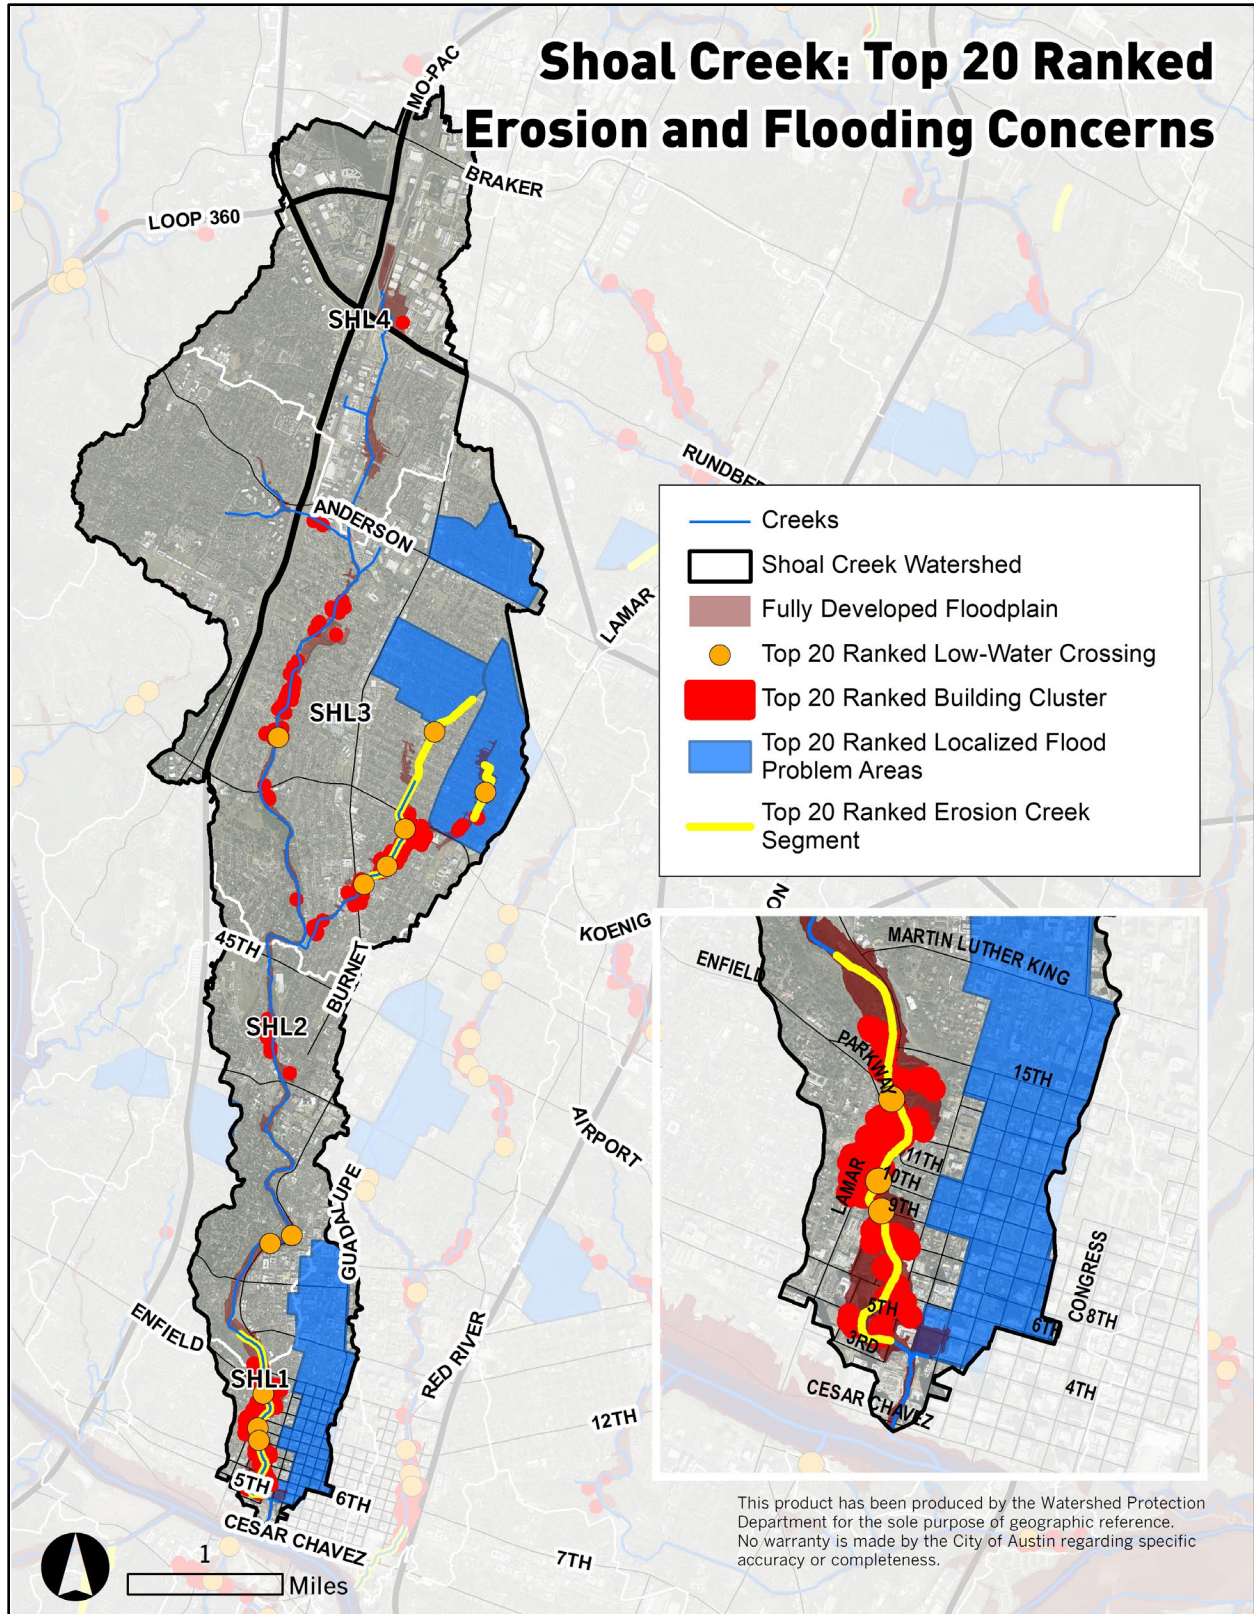 Shoal Creek: Top 20 Ranked
Erosion and Flooding Concerns
MO-PAC
BRAKER
LOOP 360
SHL4
RUNDBE
ANDERSON
LAMAR
Creeks
Shoal Creek Watershed
Fully Developed Floodplain
Top 20 Ranked Low-Water Crossing
Top 20 Ranked Building Cluster
Top 20 Ranked Localized Flood
Problem Areas
Top 20 Ranked Erosion Creek
Segment
SHL3
ON
KOENIG
45TH
BURNET
SHL2
AIRPORT
GUADALUPE
ENFIELD
RED RIVER
SHL1
12TH
5TH
6TH
CESAR CHAVEZ
7TH
MARTIN LUTHER KING
ENFIELD
PARKWAY
15TH
11TH
10TH
LAMAR
9TH
CONGRESS
8TH
5TH
6TH
3RD
4TH
CESAR CHAVEZ
1
Miles
This product has been produced by the Watershed Protection
Department for the sole purpose of geographic reference.
No warranty is made by the City of Austin regarding specific
accuracy or completeness.